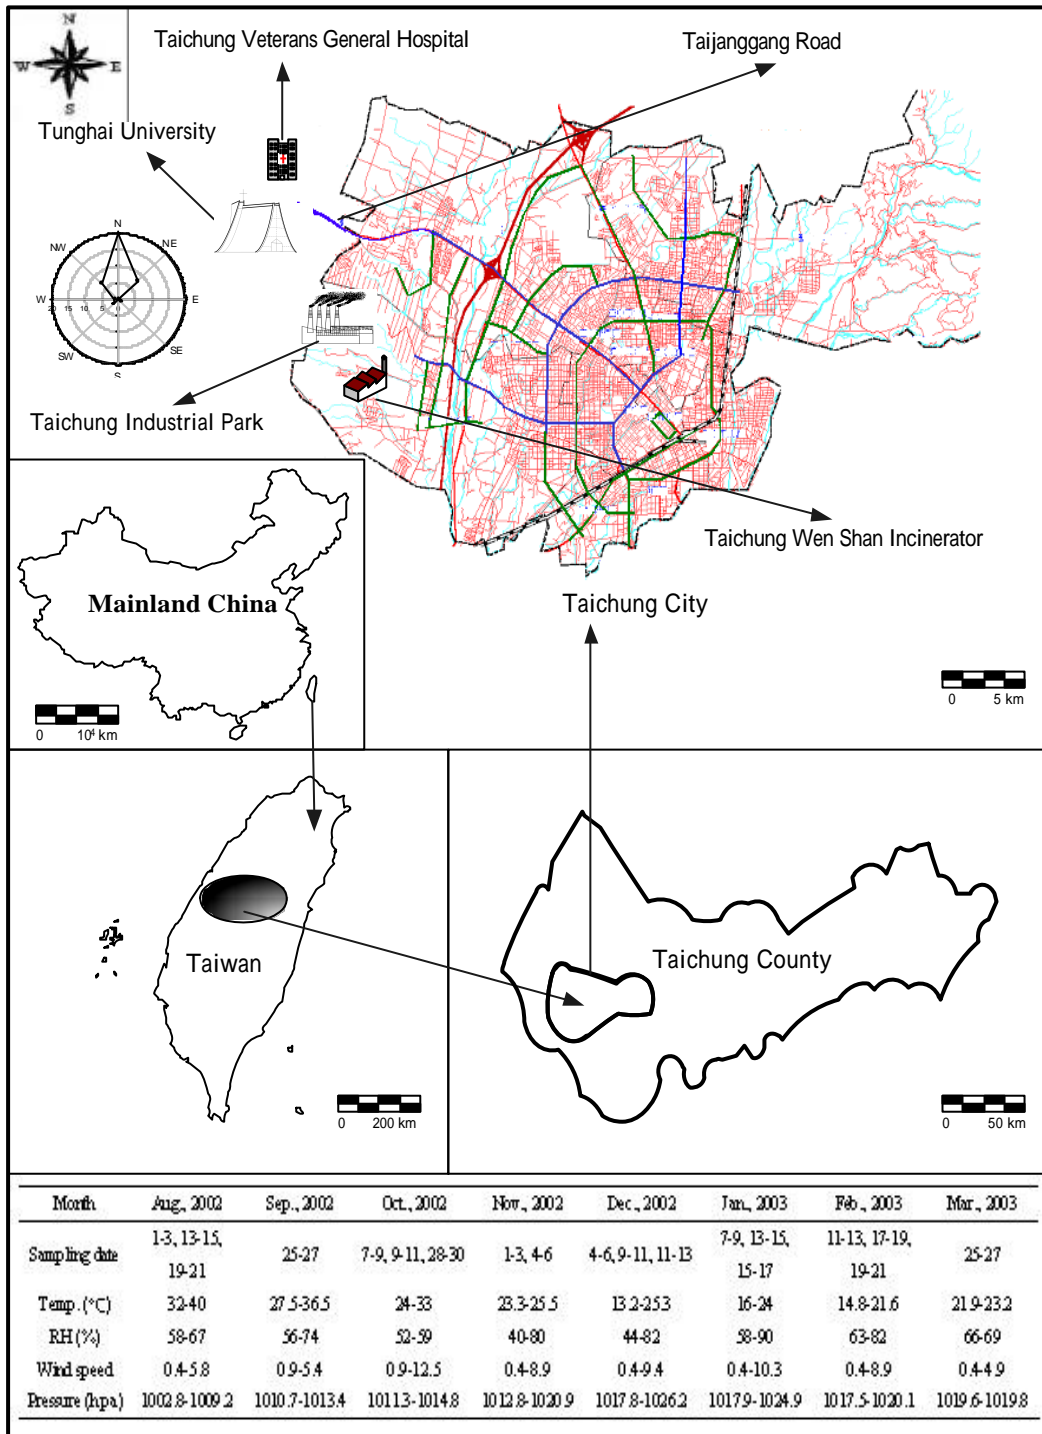 N
W E
S
Taichung Veterans General Hospital
Taijanggang Road
Tunghai University
N
NW NE
W 20 15 10 5 0 E
SW SE
S
Taichung Industrial Park
Taichung Wen Shan Incinerator
Taichung City
0 5 km
Mainland China
0 10⁴ km
Taiwan
0 200 km
Taichung County
0 50 km
Month Aug., 2002 Sep., 2002 Oct., 2002 Nov., 2002 Dec., 2002 Jan., 2003 Feb., 2003 Mar., 2003
Sampling date 1-3, 13-15, 19-21 25-27 7-9, 9-11, 28-30 1-3, 4-6 4-6, 9-11, 11-13 7-9, 13-15, 15-17 11-13, 17-19, 19-21 25-27
Temp. (°C) 32-40 27.5-36.5 24-33 23.3-25.5 13.2-25.3 16-24 14.8-21.6 21.9-23.2
RH (%) 58-67 56-74 52-59 40-80 44-82 58-90 63-82 66-69
Wind speed 0.4-5.8 0.9-5.4 0.9-12.5 0.4-8.9 0.4-9.4 0.4-10.3 0.4-8.9 0.4-4.9
Pressure (hpa) 1002.8-1009.2 1010.7-1013.4 1011.3-1014.8 1012.8-1020.9 1017.8-1026.2 1017.9-1024.9 1017.5-1020.1 1019.6-1019.8